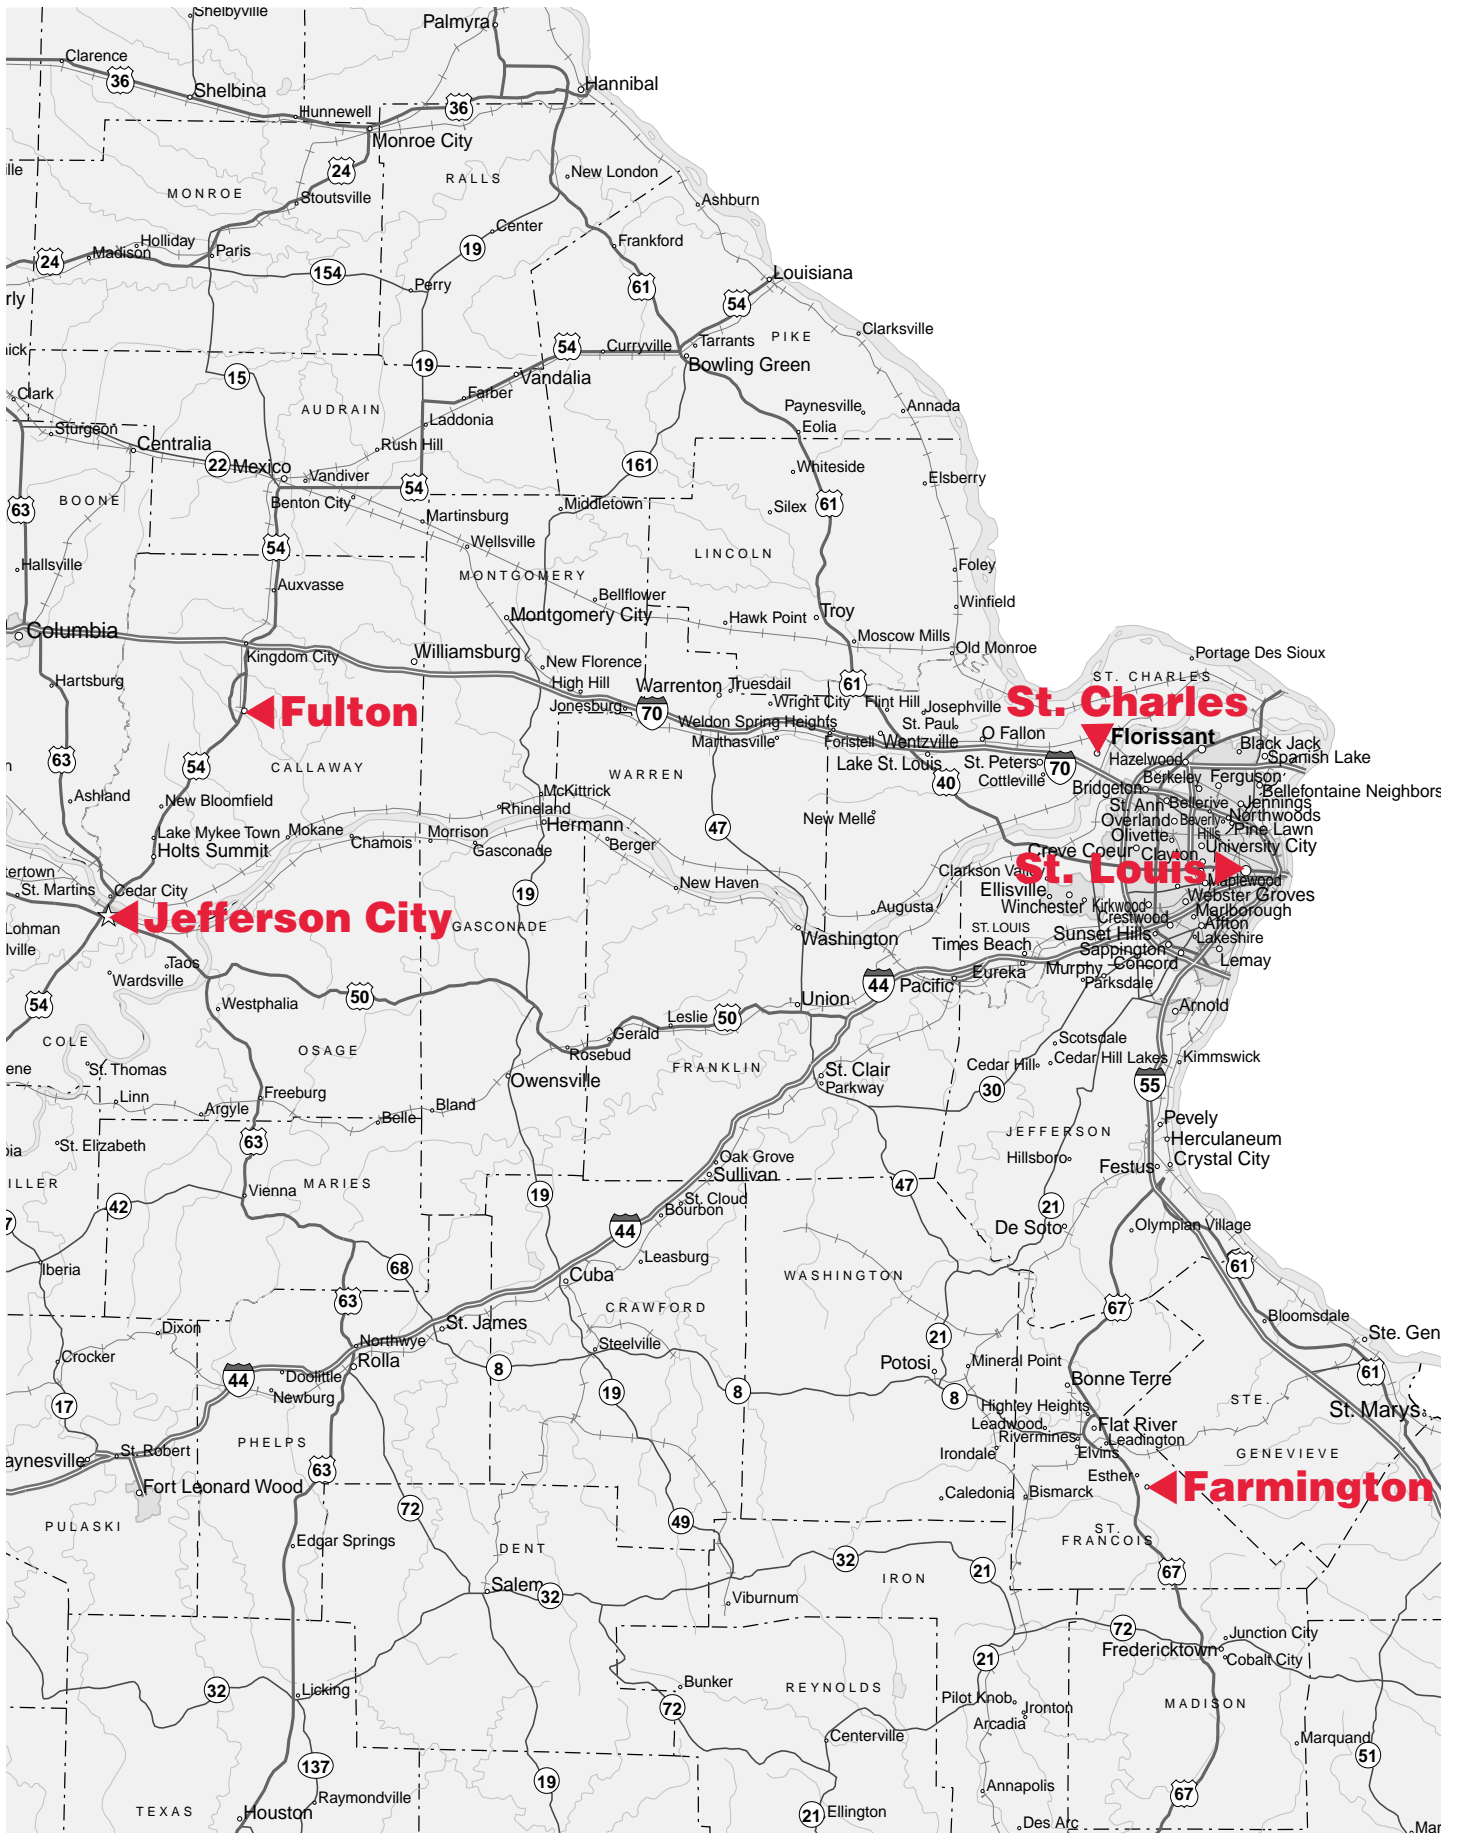 Shelbyville
Palmyra
Clarence
36
Shelbina
Hannibal
Hunnewell
36
Monroe City
ille
24
MONROE
RALLS
New London
Stoutsville
Ashburn
Center
Holliday
Madison
Paris
19
Frankford
24
154
Perry
61
Louisiana
rly
54
PIKE
Clarksville
nick
54
Curryville
Tarrants
Bowling Green
19
15
Vandalia
Clark
Farber
AUDRAIN
Laddonia
Paynesville
Annada
Eolia
Sturgeon
Centralia
Rush Hill
22
Mexico
Vandiver
161
Whiteside
Elsberry
BOONE
Benton City
54
Middletown
Silex
61
63
Martinsburg
54
Wellsville
LINCOLN
Hallsville
Auxvasse
MONTGOMERY
Foley
Bellflower
Winfield
Montgomery City
Hawk Point
Troy
Columbia
Moscow Mills
Old Monroe
Kingdom City
Williamsburg
New Florence
Portage Des Sioux
Hartsburg
High Hill
Warrenton
Truesdail
61
ST. CHARLES
Fulton
Jonesburg
70
Wright City
Flint Hill
Josephville
St. Charles
Weldon Spring Heights
St. Paul
O Fallon
Florissant
Marthasville
Foristell
Wentzville
Black Jack
63
54
CALLAWAY
WARREN
Lake St. Louis
St. Peters
Cottleville
70
Hazelwood
Spanish Lake
40
Berkeley
Ferguson
Bridgeton
Bellefontaine Neighbors
Ashland
New Bloomfield
McKittrick
Rhineland
New Melle
St. Ann
Bellerive
Jennings
Overland
Beverly
Hills
Northwoods
Lake Mykee Town
Mokane
Chamois
Morrison
Hermann
47
Olivette
Pine Lawn
Holts Summit
Gasconade
Berger
Creve Coeur
Clayton
University City
tertown
St. Martins
Cedar City
19
New Haven
Clarkson Valley
St. Louis
Maplewood
Ellisville
Winchester
Kirkwood
Webster Groves
Jefferson City
GASCONADE
Augusta
Crestwood
Marlborough
Lohman
Washington
ST. LOUIS
Sunset Hills
Affton
lville
Times Beach
Sappington
Lakeshire
Taos
Wardsville
Eureka
Murphy
Concord
Lemay
54
Westphalia
50
44
Pacific
Parksdale
Union
Arnold
COLE
OSAGE
Leslie
50
Gerald
Scotsdale
ene
St. Thomas
Rosebud
FRANKLIN
St. Clair
Cedar Hill
Cedar Hill Lakes
Kimmswick
Owensville
Parkway
30
55
Linn
Argyle
Freeburg
Belle
Bland
Pevely
bia
St. Elizabeth
63
JEFFERSON
Herculaneum
Oak Grove
Hillsboro
Festus
Crystal City
ILLER
Vienna
MARIES
Sullivan
47
7
42
19
St. Cloud
Bourbon
21
44
De Soto
Olympian Village
Iberia
68
Leasburg
61
Cuba
WASHINGTON
63
CRAWFORD
67
Bloomsdale
Dixon
St. James
21
Ste. Gen
Crocker
Northwye
Steelville
Rolla
44
Doolittle
8
Potosi
Mineral Point
61
Newburg
19
8
8
Bonne Terre
STE.
17
Highley Heights
St. Marys
PHELPS
Leadwood
Flat River
Rivermines
Leadington
aynesville
St. Robert
Irondale
Elvins
GENEVIEVE
63
Esther
Fort Leonard Wood
Caledonia
Bismarck
Farmington
72
PULASKI
49
ST.
FRANCOIS
Edgar Springs
DENT
32
21
67
IRON
Salem
32
Viburnum
72
Junction City
Fredericktown
Cobalt City
21
32
Licking
Bunker
REYNOLDS
Pilot Knob
MADISON
72
Ironton
Arcadia
Centerville
Marquand
51
137
19
Annapolis
67
Raymondville
TEXAS
Houston
21
Ellington
Des Arc
Mar